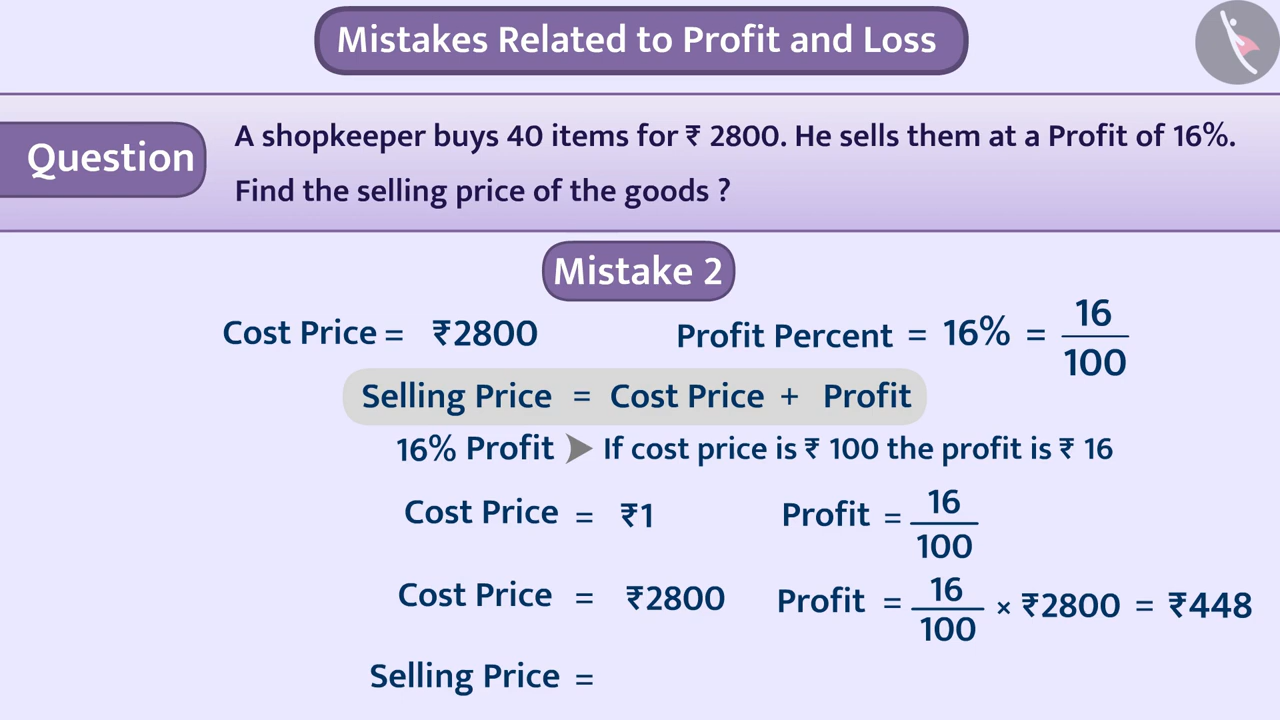 Mistakes Related to Profit and Loss
Question
A shopkeeper buys 40 items for ₹ 2800. He sells them at a Profit of 16%.
Find the selling price of the goods ?
Mistake 2
Cost Price = ₹2800 Profit Percent = 16% = 16/100
Selling Price = Cost Price + Profit
16% Profit ➤ If cost price is ₹ 100 the profit is ₹ 16
Cost Price = ₹1 Profit = 16/100
Cost Price = ₹2800 Profit = 16/100 × ₹2800 = ₹448
Selling Price =